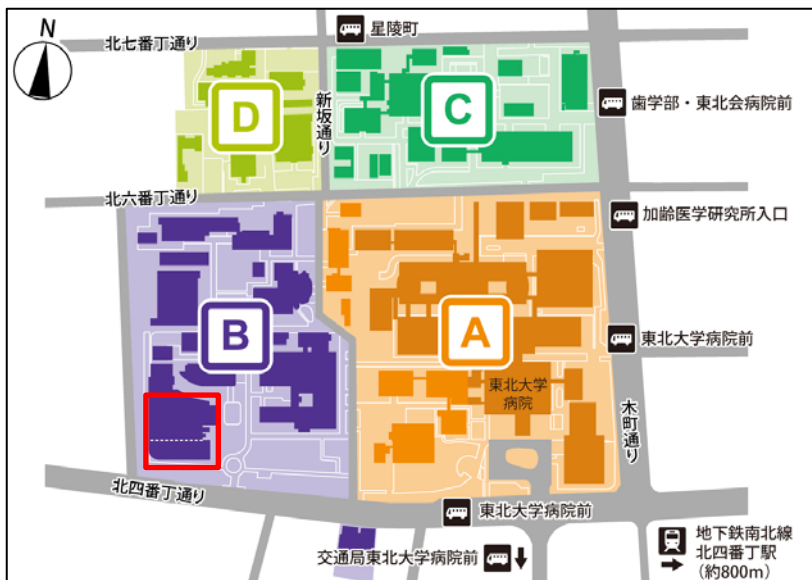 N
北七番丁通り
星陵町
D
新坂通り
C
歯学部・東北会病院前
北六番丁通り
加齢医学研究所入口
B
A
東北大学病院前
東北大学
病院
木町通り
北四番丁通り
東北大学病院前
交通局東北大学病院前
地下鉄南北線
北四番丁駅
(約800m)